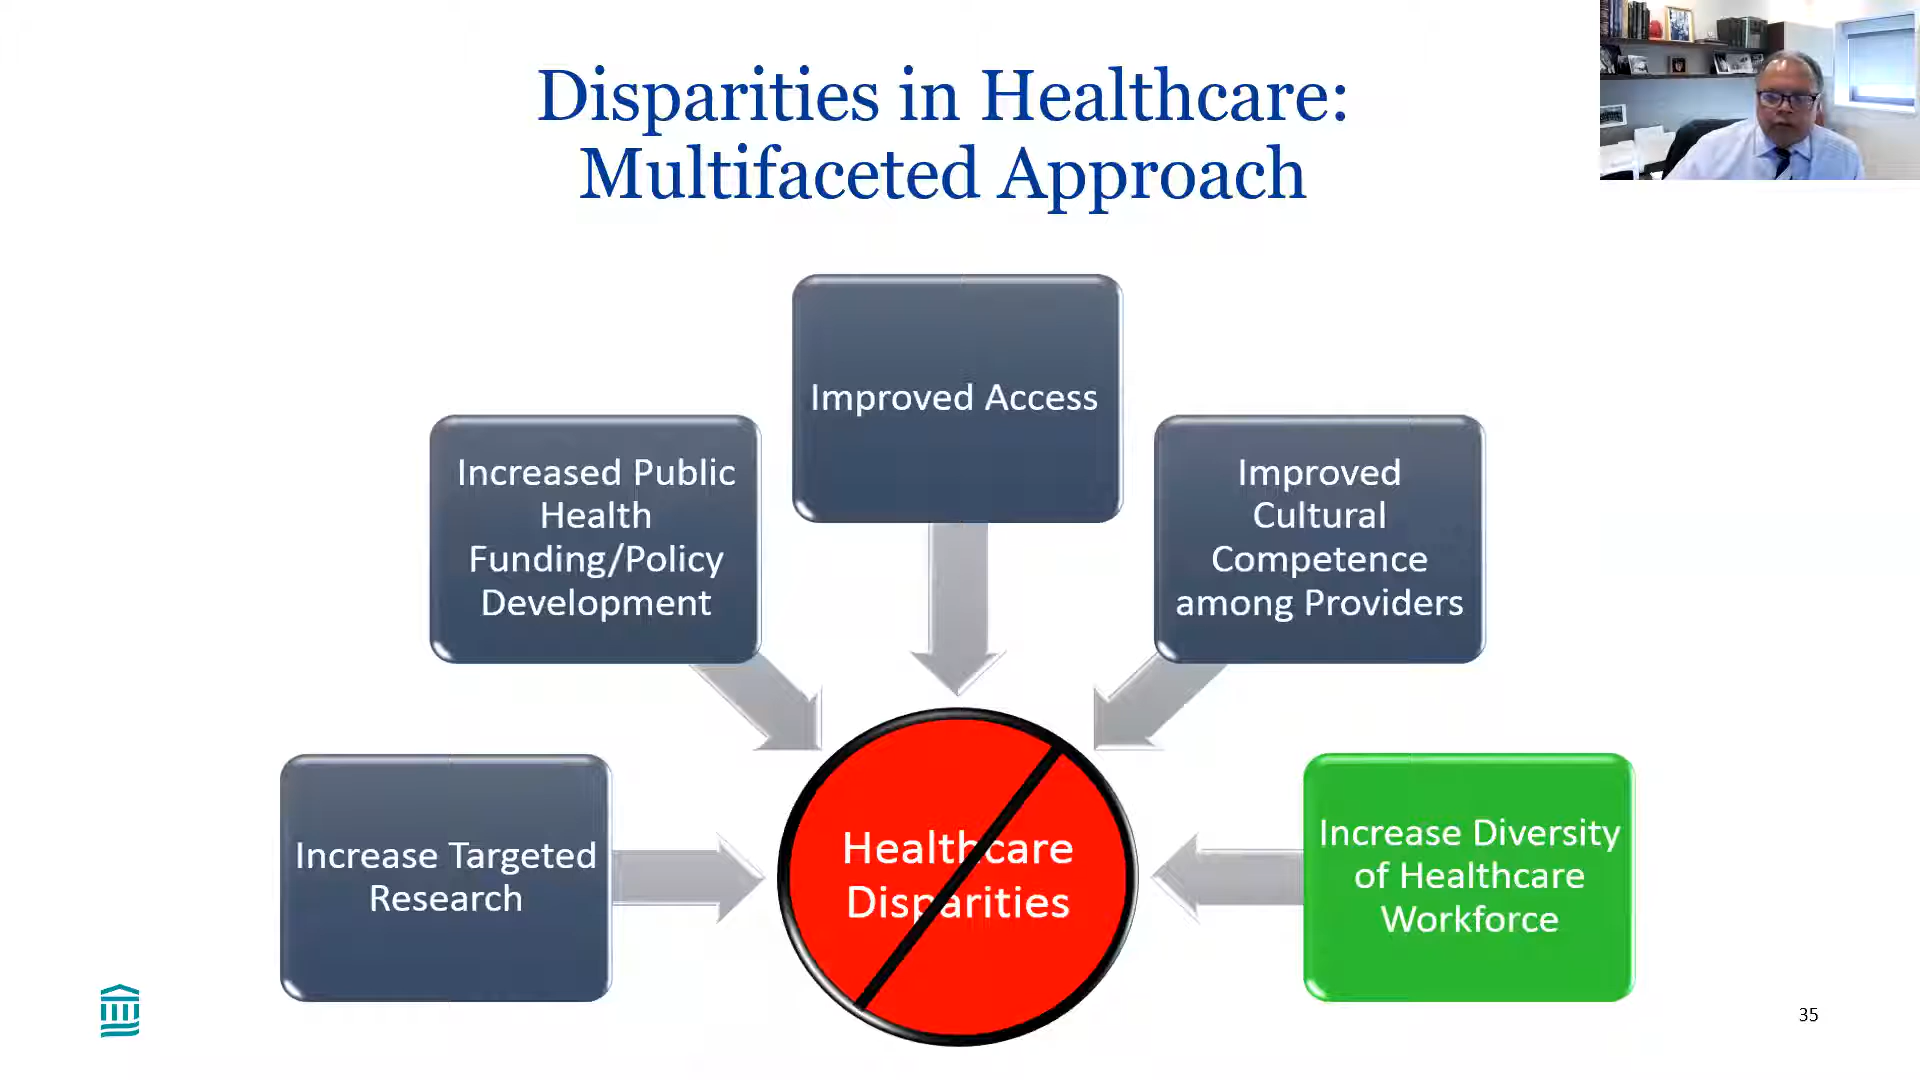 Disparities in Healthcare:
Multifaceted Approach
Improved Access
Increased Public
Health
Funding/Policy
Development
Improved
Cultural
Competence
among Providers
Increase Targeted
Research
Healthcare
Disparities
Increase Diversity
of Healthcare
Workforce
35